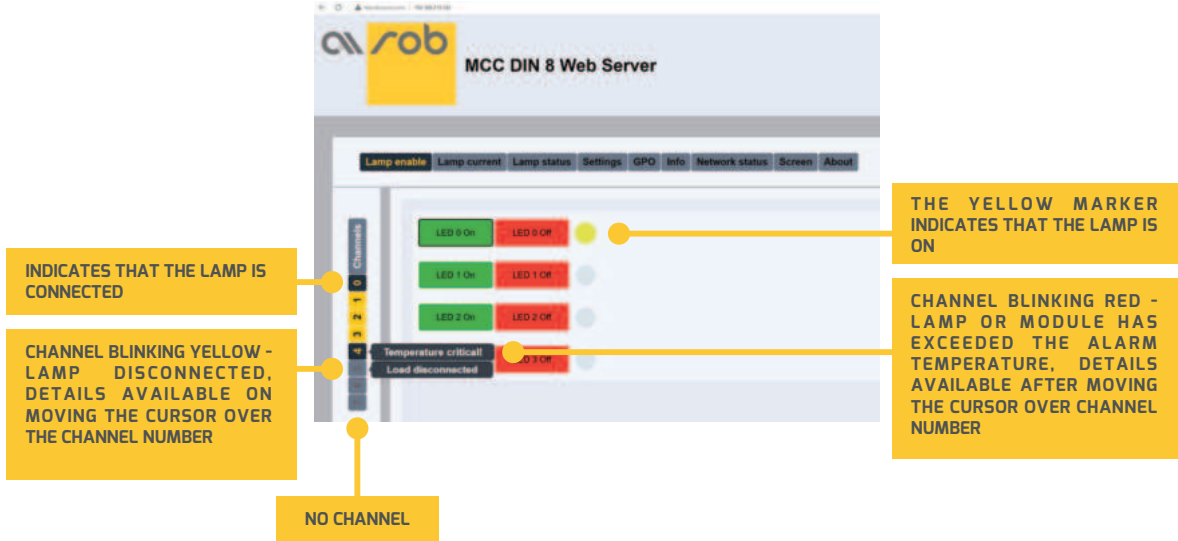 rob
MCC DIN 8 Web Server
Lamp enable Lamp current Lamp status Settings GPO Info Network status Screen About
Channels
0
1
2
3
4
LED 0 On LED 0 Off
LED 1 On LED 1 Off
LED 2 On LED 2 Off
LED 3 Off
Temperature critical!
Load disconnected
INDICATES THAT THE LAMP IS
CONNECTED
CHANNEL BLINKING YELLOW -
LAMP DISCONNECTED,
DETAILS AVAILABLE ON
MOVING THE CURSOR OVER
THE CHANNEL NUMBER
NO CHANNEL
THE YELLOW MARKER
INDICATES THAT THE LAMP IS
ON
CHANNEL BLINKING RED -
LAMP OR MODULE HAS
EXCEEDED THE ALARM
TEMPERATURE, DETAILS
AVAILABLE AFTER MOVING
THE CURSOR OVER CHANNEL
NUMBER